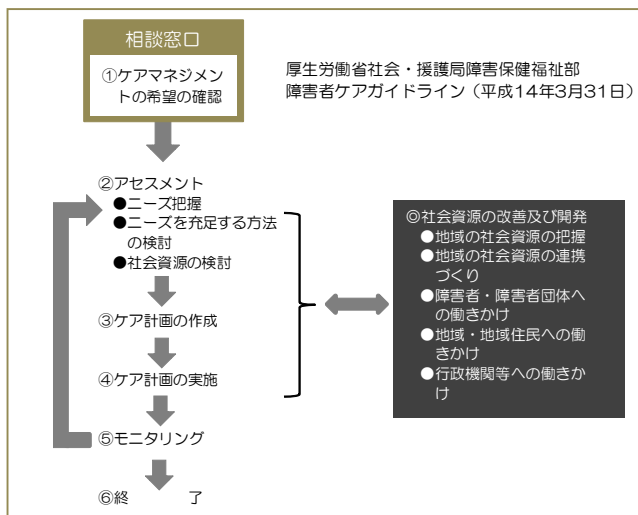 相談窓口
①ケアマネジメン
トの希望の確認
厚生労働省社会・援護局障害保健福祉部
障害者ケアガイドライン（平成14年3月31日）
②アセスメント
●ニーズ把握
●ニーズを充足する方法
の検討
●社会資源の検討
③ケア計画の作成
④ケア計画の実施
⑤モニタリング
⑥終　　　了
◎社会資源の改善及び開発
●地域の社会資源の把握
●地域の社会資源の連携
づくり
●障害者・障害者団体へ
の働きかけ
●地域・地域住民への働
きかけ
●行政機関等への働きか
け